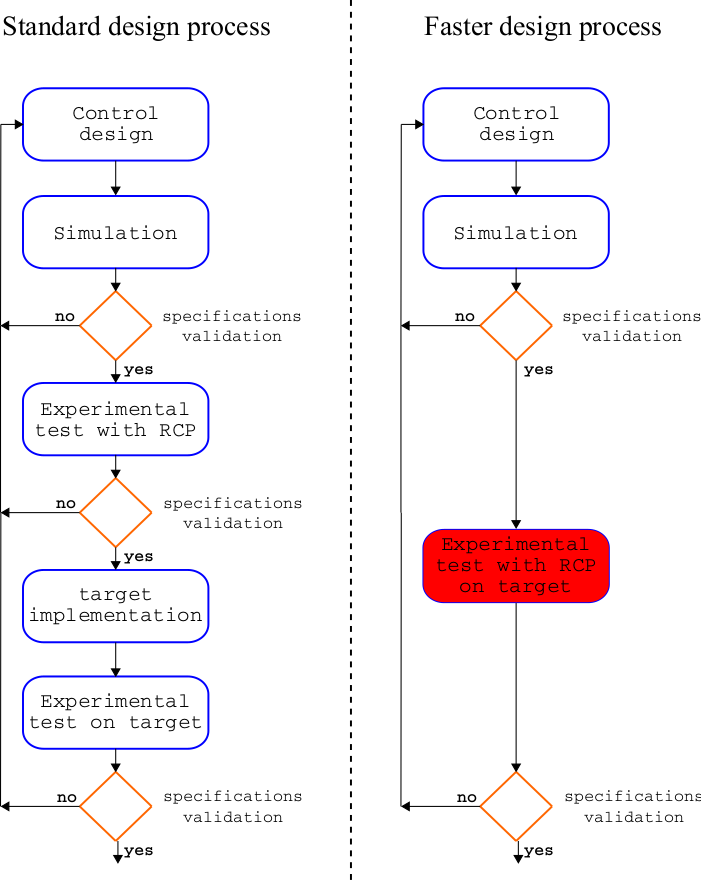 Standard design process
Control
design
Simulation
no
specifications
validation
yes
Experimental
test with RCP
no
specifications
validation
yes
target
implementation
Experimental
test on target
no
specifications
validation
yes
Faster design process
Control
design
Simulation
no
specifications
validation
yes
Experimental
test with RCP
on target
no
specifications
validation
yes